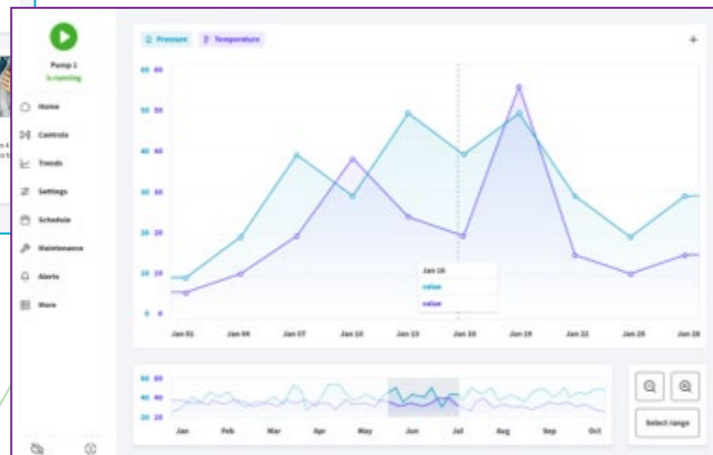 Pressure Temperature
Pump 1
is running
60 60
50 50
40 40
30 30
20 20
10 10
0 0
Home
Controls
Trends
Settings
Schedule
Maintenance
Alerts
More
Jan 16
value
value
Jan 01 Jan 04 Jan 07 Jan 10 Jan 13 Jan 16 Jan 19 Jan 22 Jan 25 Jan 28
60 60
40 40
20 20
Jan Feb Mar Apr May Jun Jul Aug Sep Oct
Select range